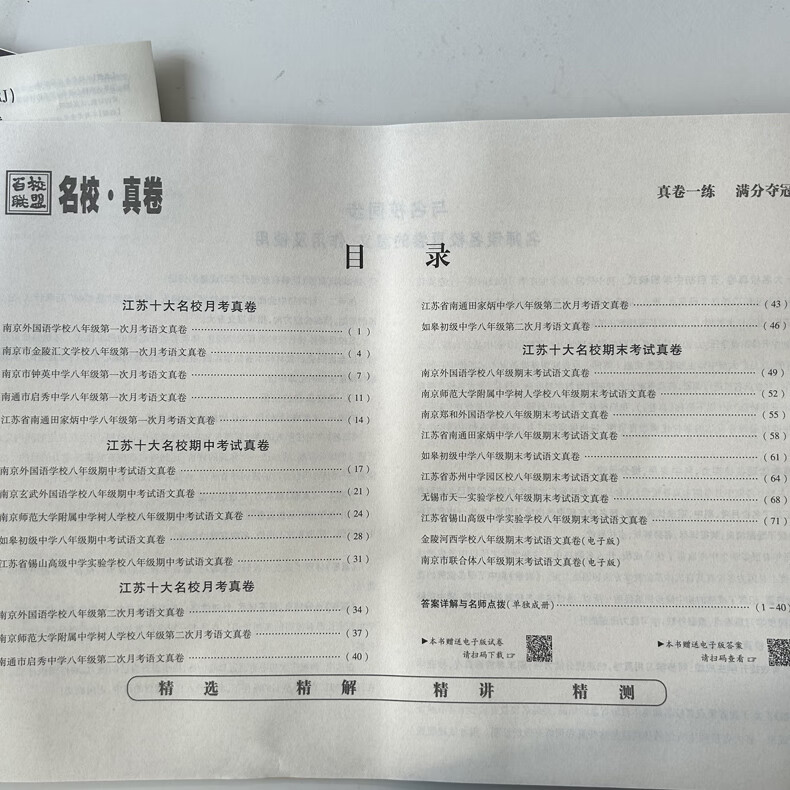 J)
百校
联盟
名校·真卷
真卷一练 满分夺冠
目 录
江苏十大名校月考真卷
南京外国语学校八年级第一次月考语文真卷 ……………………………… ( 1 )
南京市金陵汇文学校八年级第一次月考语文真卷 ……………………………… ( 4 )
南京市钟英中学八年级第一次月考语文真卷 ……………………………… ( 7 )
南通市启秀中学八年级第一次月考语文真卷 ……………………………… (11)
江苏省南通田家炳中学八年级第一次月考语文真卷 ……………………………… (14)
江苏十大名校期中考试真卷
南京外国语学校八年级期中考试语文真卷 ……………………………… (17)
南京玄武外国语学校八年级期中考试语文真卷 ……………………………… (21)
南京师范大学附属中学树人学校八年级期中考试语文真卷 ……………………………… (24)
如皋初级中学八年级期中考试语文真卷 ……………………………… (28)
江苏省锡山高级中学实验学校八年级期中考试语文真卷 ……………………………… (31)
江苏十大名校月考真卷
南京外国语学校八年级第二次月考语文真卷 ……………………………… (34)
南京师范大学附属中学树人学校八年级第二次月考语文真卷 ……………………………… (37)
南通市启秀中学八年级第二次月考语文真卷 ……………………………… (40)
江苏省南通田家炳中学八年级第二次月考语文真卷 ……………………………… (43)
如皋初级中学八年级第二次月考语文真卷 ……………………………… (46)
江苏十大名校期末考试真卷
南京外国语学校八年级期末考试语文真卷 ……………………………… (49)
南京师范大学附属中学树人学校八年级期末考试语文真卷 ……………………………… (52)
南京郑和外国语学校八年级期末考试语文真卷 ……………………………… (55)
江苏省南通田家炳中学八年级期末考试语文真卷 ……………………………… (58)
如皋初级中学八年级期末考试语文真卷 ……………………………… (61)
江苏省苏州中学园区校八年级期末考试语文真卷 ……………………………… (64)
无锡市天一实验学校八年级期末考试语文真卷 ……………………………… (68)
江苏省锡山高级中学实验学校八年级期末考试语文真卷 ……………………………… (71)
金陵河西学校八年级期末考试语文真卷(电子版)
南京市联合体八年级期末考试语文真卷(电子版)
答案详解与名师点拨(单独成册) ……………………………… (1－40)
▶本书赠送电子版试卷
请扫码下载☞
▶本书赠送电子版答案
请扫码查看☞
精 选 精 解 精 讲 精 测